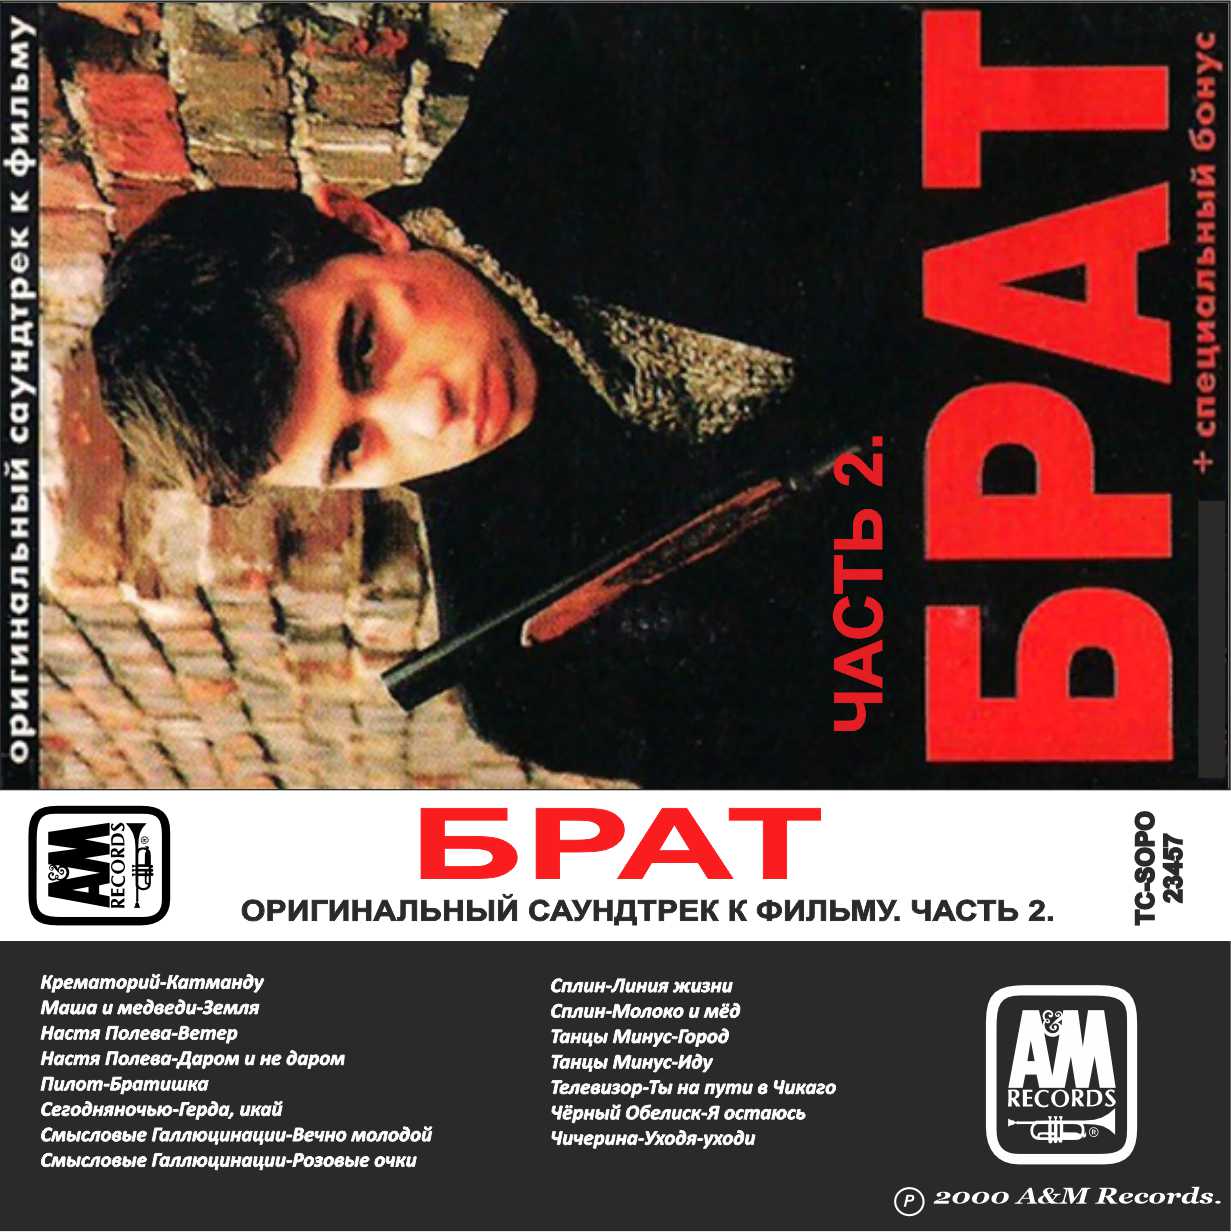 оригинальный саундтрек к фильму
ЧАСТЬ 2.
БРАТ
+ специальный бонус
A&M
RECORDS
®
БРАТ
ОРИГИНАЛЬНЫЙ САУНДТРЕК К ФИЛЬМУ. ЧАСТЬ 2.
TC-SOPO
23457
Крематорий-Катманду
Маша и медведи-Земля
Настя Полева-Ветер
Настя Полева-Даром и не даром
Пилот-Братишка
Сегодняночью-Герда, икай
Смысловые Галлюцинации-Вечно молодой
Смысловые Галлюцинации-Розовые очки
Сплин-Линия жизни
Сплин-Молоко и мёд
Танцы Минус-Город
Танцы Минус-Иду
Телевизор-Ты на пути в Чикаго
Чёрный Обелиск-Я остаюсь
Чичерина-Уходя-уходи
A&M
RECORDS
®
℗ 2000 A&M Records.